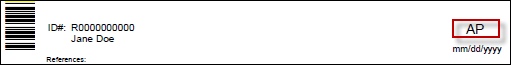 ID#: R0000000000
Jane Doe
AP
mm/dd/yyyy
References: